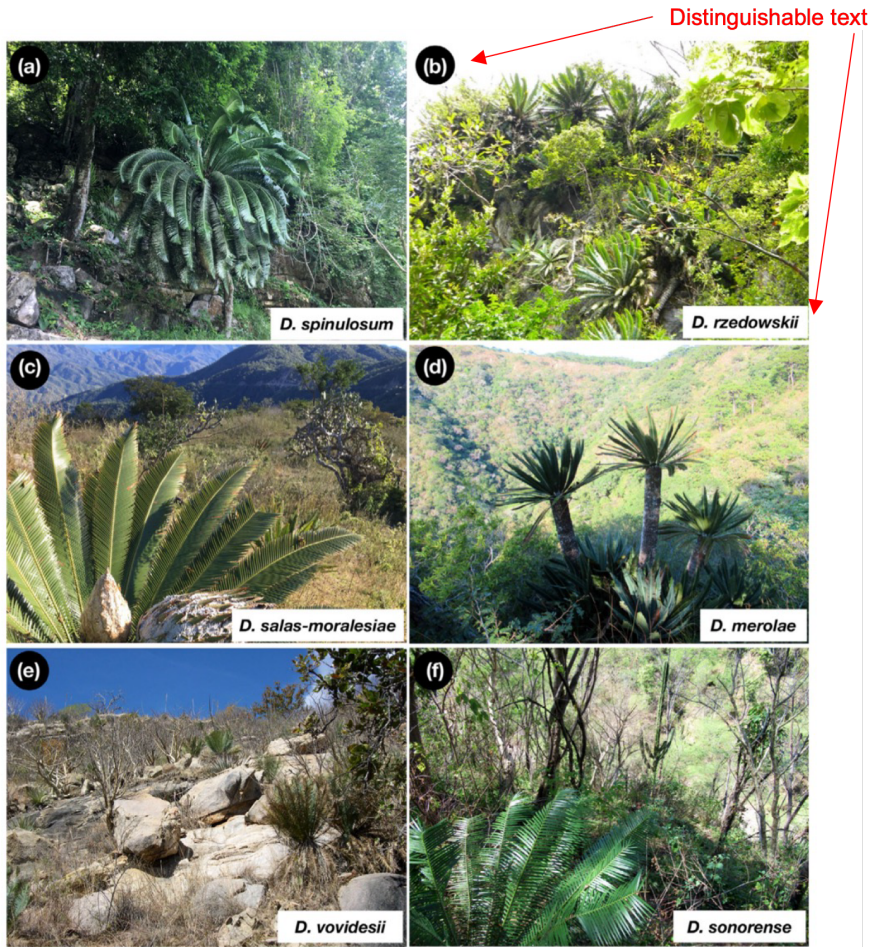 Distinguishable text
(a)
(b)
D. spinulosum
D. rzedowskii
(c)
(d)
D. salas-moralesiae
D. merolae
(e)
(f)
D. vovidesii
D. sonorense